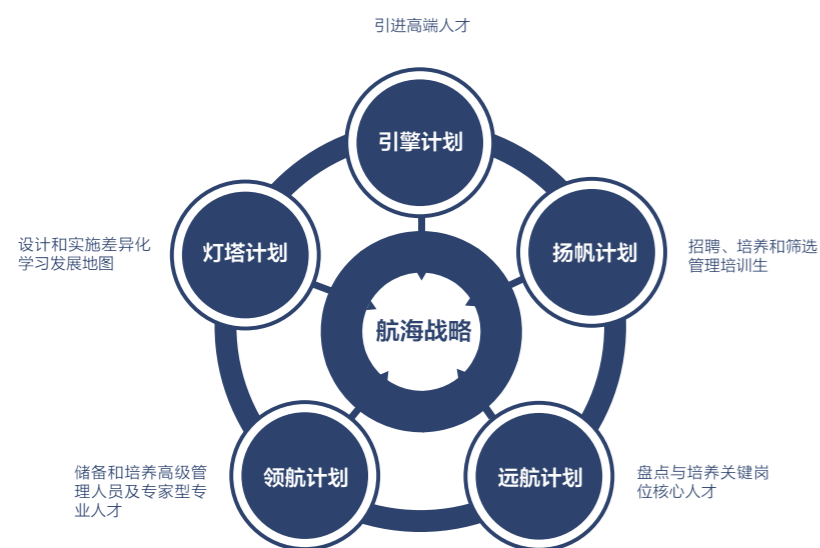 引进高端人才
引擎计划
灯塔计划
扬帆计划
设计和实施差异化
学习发展地图
招聘、培养和筛选
管理培训生
航海战略
领航计划
远航计划
储备和培养高级管
理人员及专家型专
业人才
盘点与培养关键岗
位核心人才